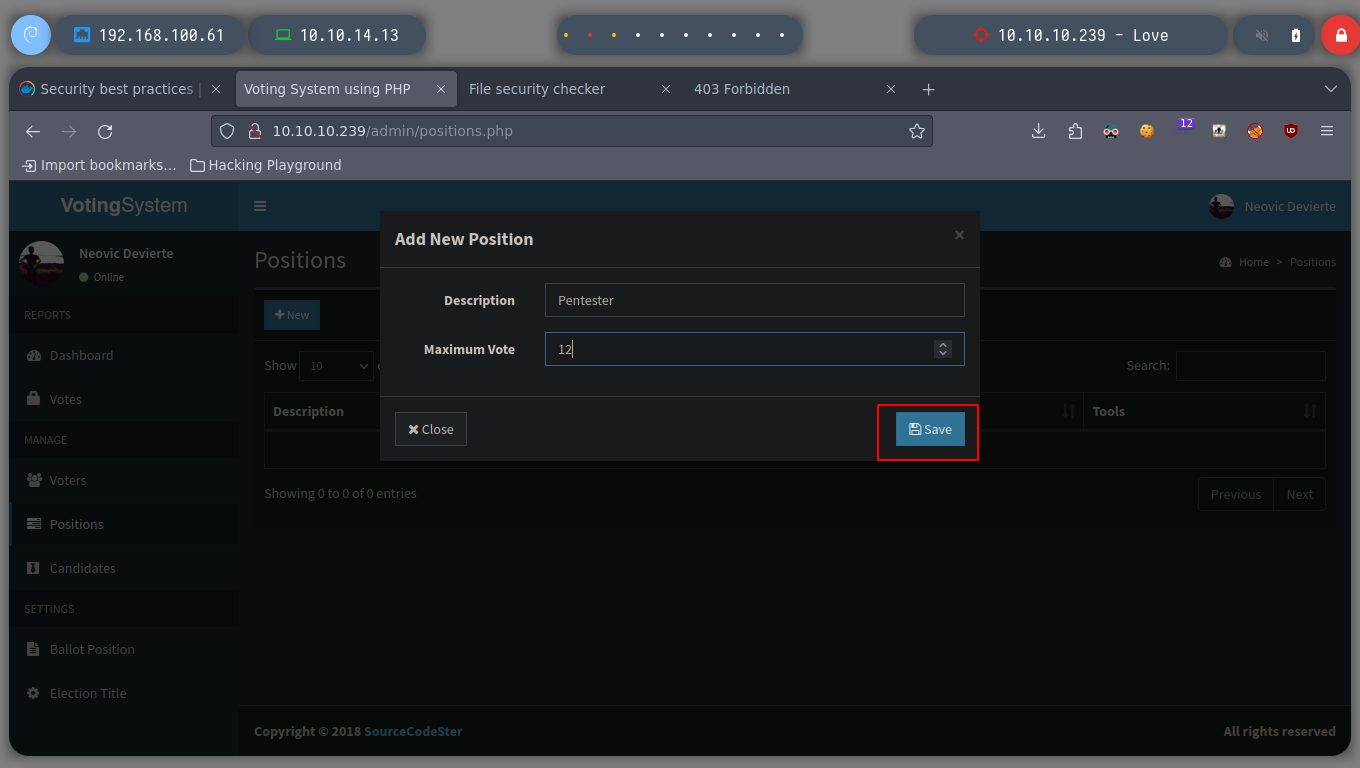 192.168.100.61 10.10.14.13 10.10.10.239 - Love
Security best practices | Voting System using PHP File security checker 403 Forbidden
10.10.10.239/admin/positions.php 12
Import bookmarks... Hacking Playground
VotingSystem Neovic Devierte
Add New Position ×
Neovic Devierte
Online
Positions Home > Positions
Description Pentester
REPORTS
New
Maximum Vote 12
Dashboard
Show 10 Search:
Votes
Description Tools
Close Save
MANAGE
Voters
Showing 0 to 0 of 0 entries Previous Next
Positions
Candidates
SETTINGS
Ballot Position
Election Title
Copyright © 2018 SourceCodeSter All rights reserved